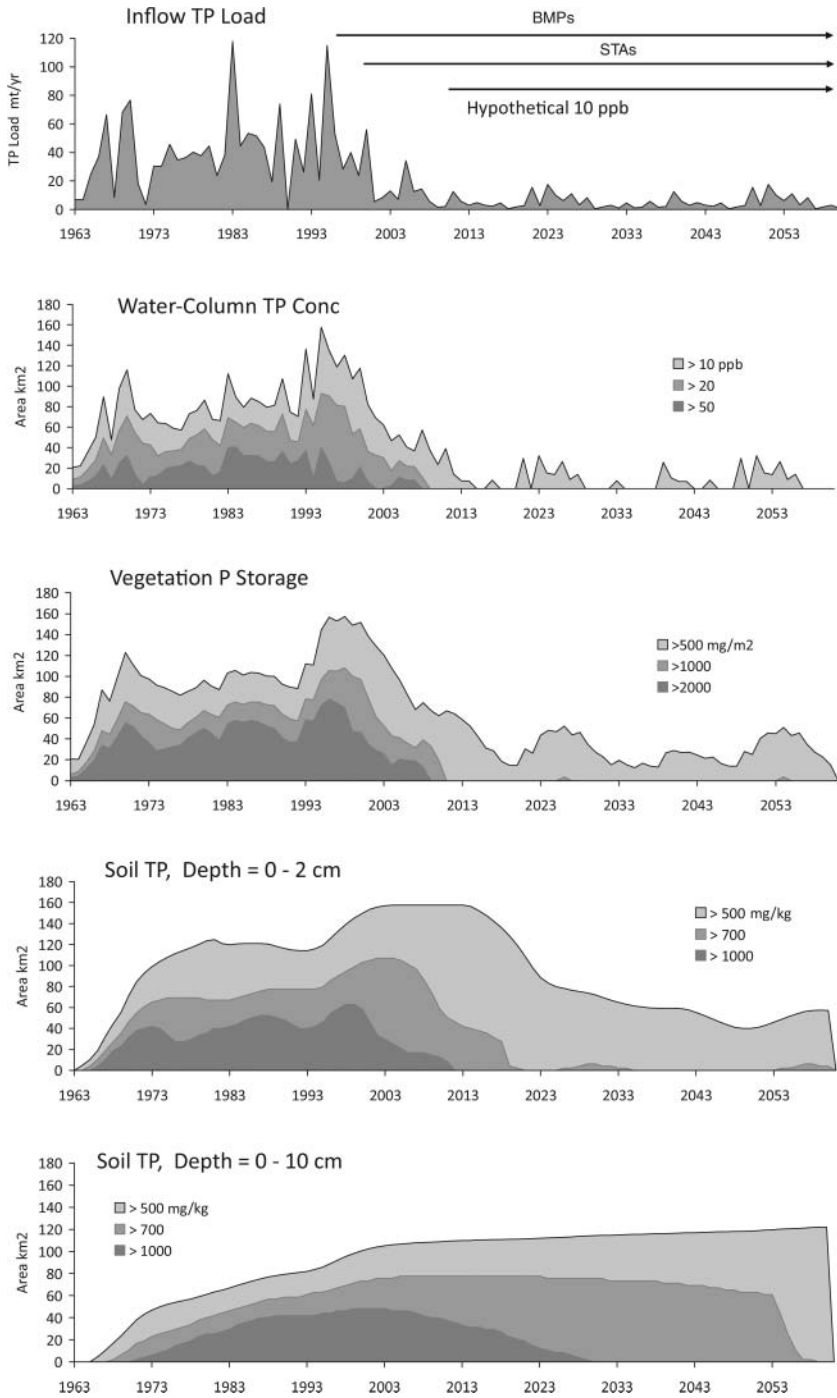 Inflow TP Load
BMPs
STAs
Hypothetical 10 ppb
TP Load mt/yr
120
100
80
60
40
20
0
1963 1973 1983 1993 2003 2013 2023 2033 2043 2053
Water-Column TP Conc
Area km2
180
160
140
120
100
80
60
40
20
0
> 10 ppb
> 20
> 50
1963 1973 1983 1993 2003 2013 2023 2033 2043 2053
Vegetation P Storage
Area km2
180
160
140
120
100
80
60
40
20
0
>500 mg/m2
>1000
>2000
1963 1973 1983 1993 2003 2013 2023 2033 2043 2053
Soil TP, Depth = 0 - 2 cm
Area km2
180
160
140
120
100
80
60
40
20
0
> 500 mg/kg
> 700
> 1000
1963 1973 1983 1993 2003 2013 2023 2033 2043 2053
Soil TP, Depth = 0 - 10 cm
Area km2
180
160
140
120
100
80
60
40
20
0
> 500 mg/kg
> 700
> 1000
1963 1973 1983 1993 2003 2013 2023 2033 2043 2053